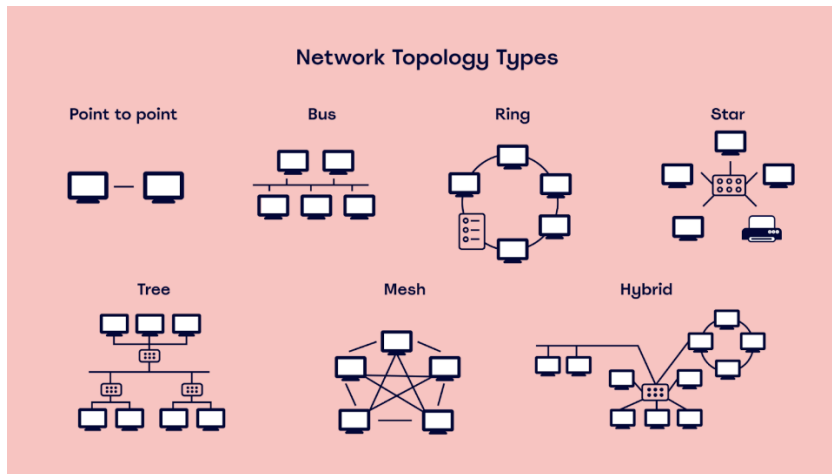 Network Topology Types
Point to point
Bus
Ring
Star
Tree
Mesh
Hybrid